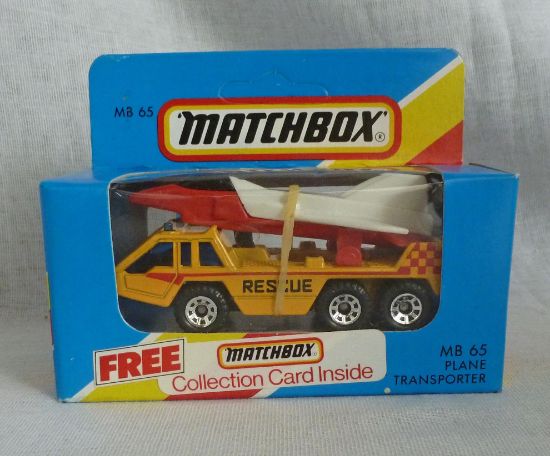 MB 65
MATCHBOX®
RESCUE
FREE
MATCHBOX®
Collection Card Inside
MB 65
PLANE
TRANSPORTER